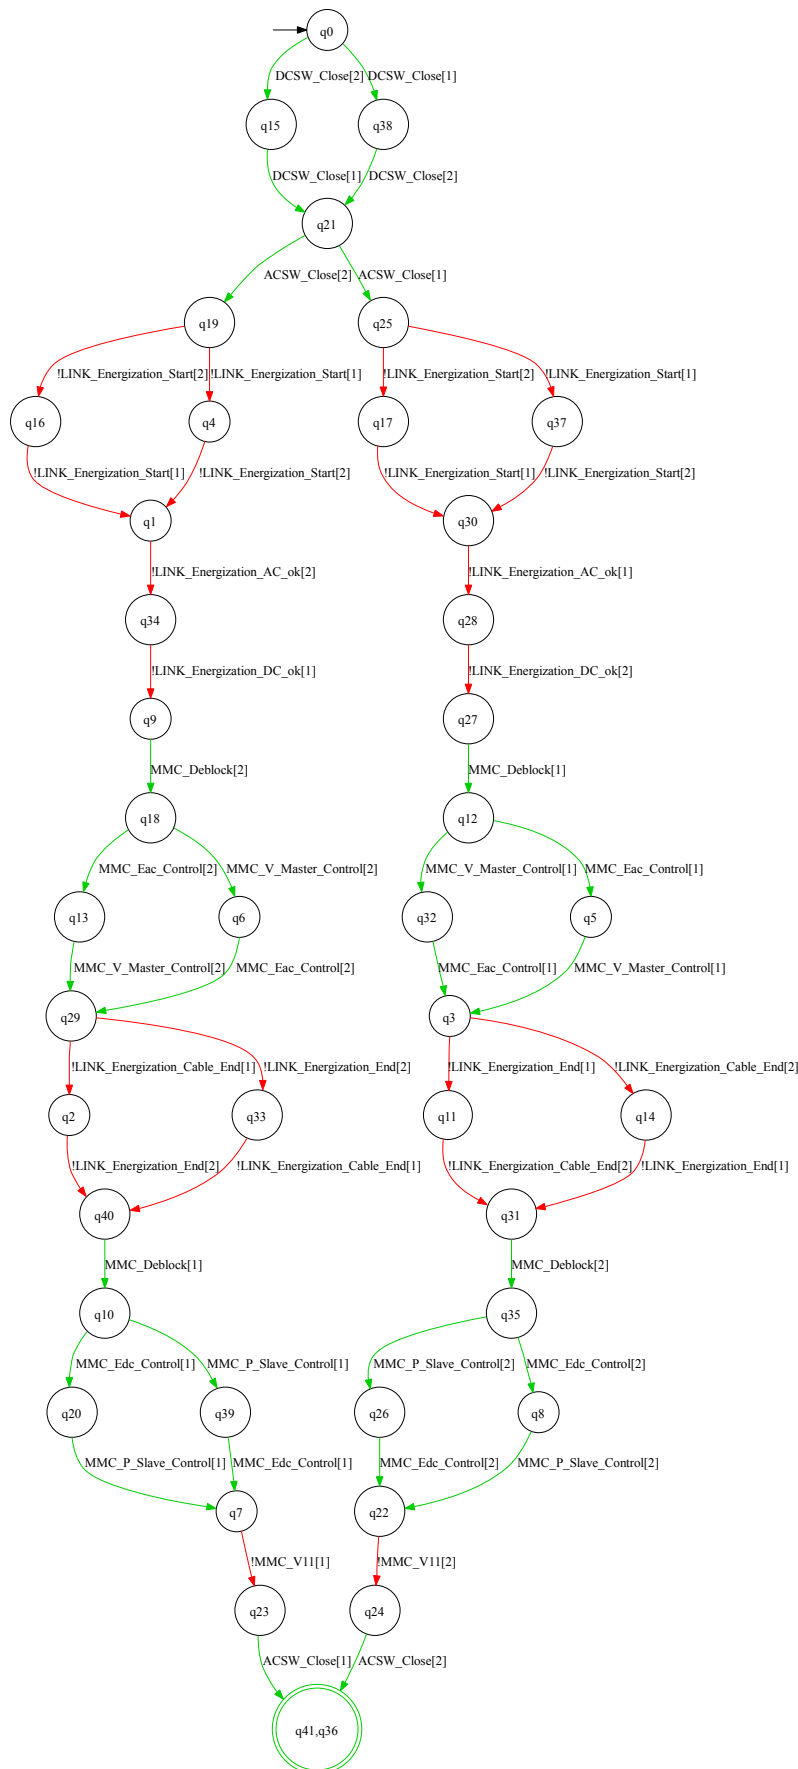 q0
DCSW_Close[2] DCSW_Close[1]
q15 q38
DCSW_Close[1] DCSW_Close[2]
q21
ACSW_Close[2] ACSW_Close[1]
q19 q25
!LINK_Energization_Start[2] !LINK_Energization_Start[1] !LINK_Energization_Start[2] !LINK_Energization_Start[1]
q16 q4 q17 q37
!LINK_Energization_Start[1] !LINK_Energization_Start[2] !LINK_Energization_Start[1] !LINK_Energization_Start[2]
q1 q30
!LINK_Energization_AC_ok[2] !LINK_Energization_AC_ok[1]
q34 q28
!LINK_Energization_DC_ok[1] !LINK_Energization_DC_ok[2]
q9 q27
MMC_Deblock[2] MMC_Deblock[1]
q18 q12
MMC_Eac_Control[2] MMC_V_Master_Control[2] MMC_V_Master_Control[1] MMC_Eac_Control[1]
q13 q6 q32 q5
MMC_V_Master_Control[2] MMC_Eac_Control[2] MMC_Eac_Control[1] MMC_V_Master_Control[1]
q29 q3
!LINK_Energization_Cable_End[1] !LINK_Energization_End[2] !LINK_Energization_End[1] !LINK_Energization_Cable_End[2]
q2 q33 q11 q14
!LINK_Energization_End[2] !LINK_Energization_Cable_End[1] !LINK_Energization_Cable_End[2] !LINK_Energization_End[1]
q40 q31
MMC_Deblock[1] MMC_Deblock[2]
q10 q35
MMC_Edc_Control[1] MMC_P_Slave_Control[1] MMC_P_Slave_Control[2] MMC_Edc_Control[2]
q20 q39 q26 q8
MMC_P_Slave_Control[1] MMC_Edc_Control[1] MMC_Edc_Control[2] MMC_P_Slave_Control[2]
q7 q22
!MMC_V11[1] !MMC_V11[2]
q23 q24
ACSW_Close[1] ACSW_Close[2]
q41,q36